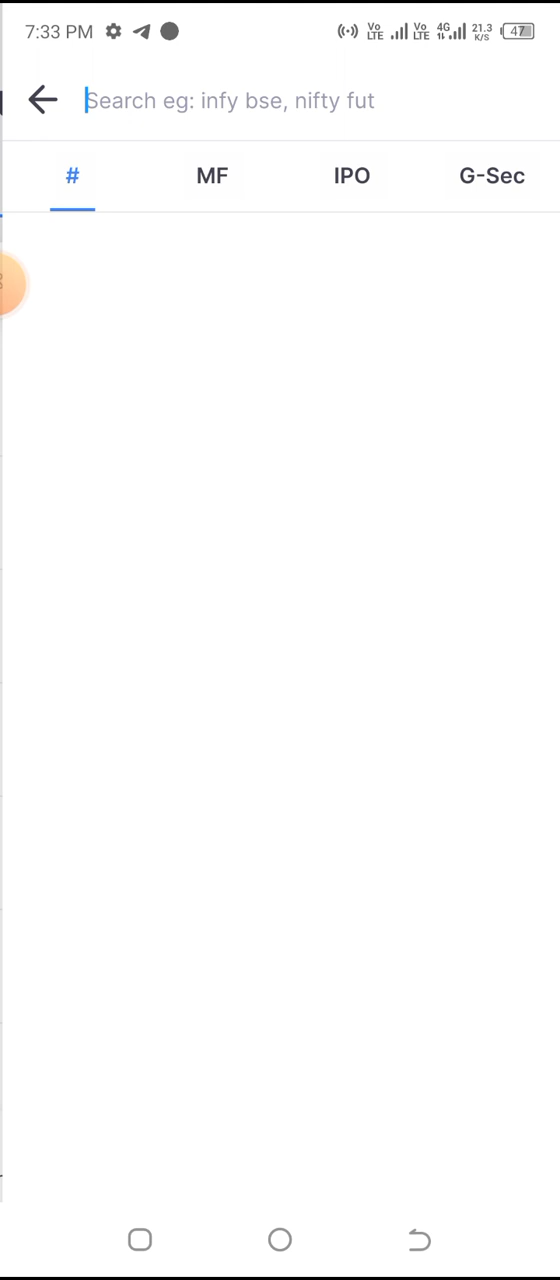 7:33 PM Vo LTE Vo LTE 4G 21.3 K/S 47
Search eg: infy bse, nifty fut
# MF IPO G-Sec